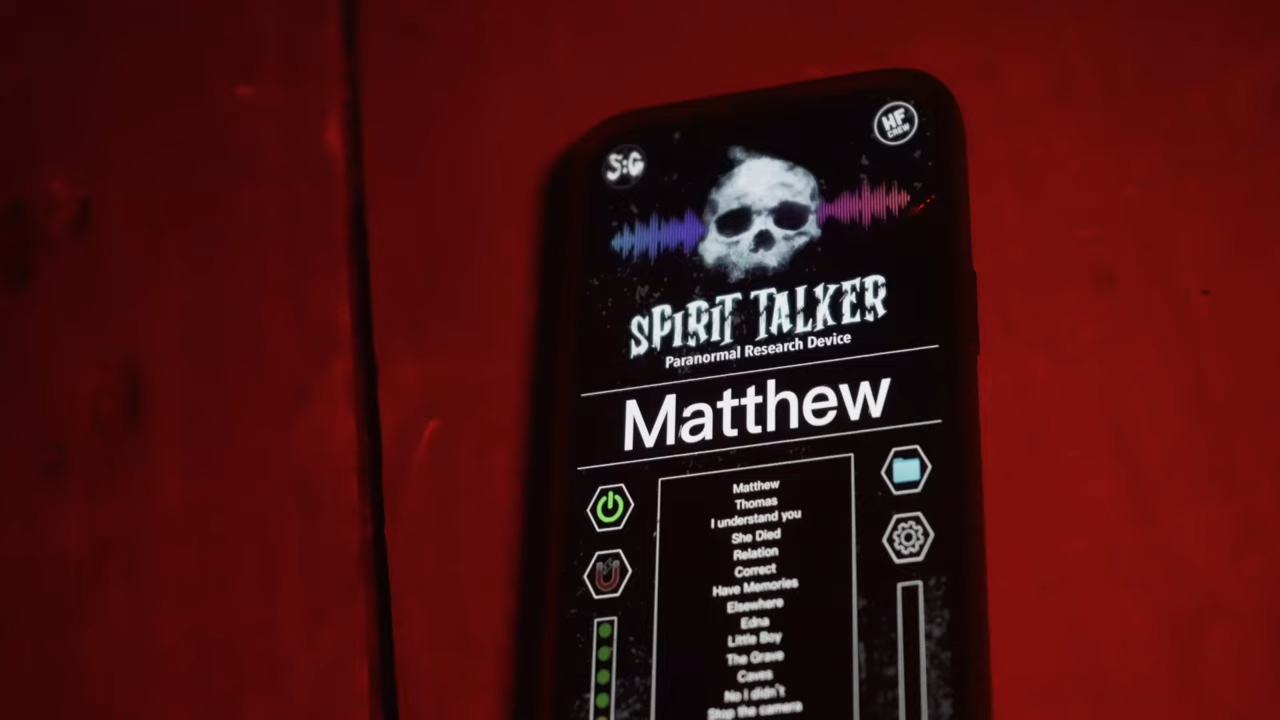 S:G
HF
CREW
SPIRIT TALKER
Paranormal Research Device
Matthew
Matthew
Thomas
I understand you
She Died
Relation
Correct
Have Memories
Elsewhere
Edna
Little Boy
The Grave
Caves
No I didn't
Stop the camera